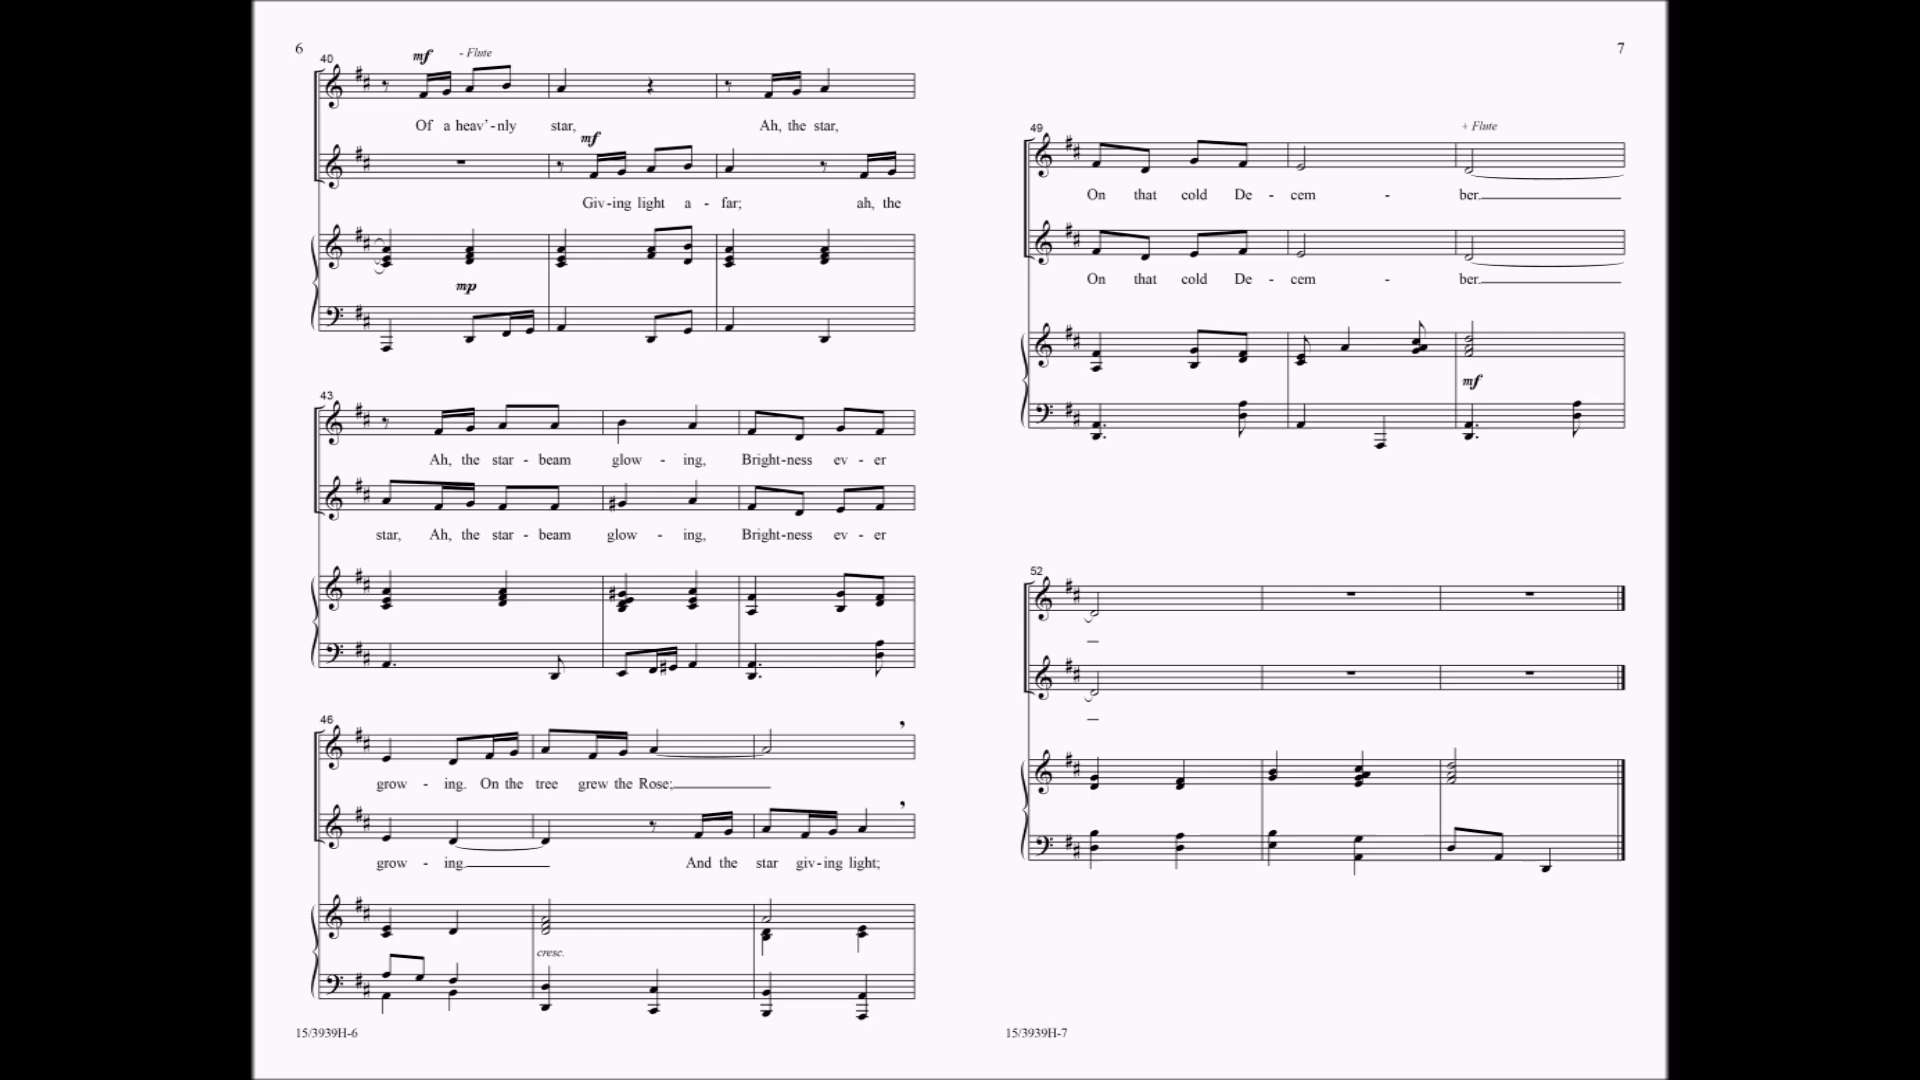 6
40
mf - Flute
Of a heav'-nly star, Ah, the star,
mf
Giv-ing light a - far; ah, the
mp
43
Ah, the star - beam glow - ing, Bright-ness ev - er
star, Ah, the star - beam glow - ing, Bright-ness ev - er
46
grow - ing. On the tree grew the Rose;
grow - ing And the star giv-ing light;
cresc.
15/3939H-6
7
49
+ Flute
On that cold De - cem - ber.
On that cold De - cem - ber.
mf
52
15/3939H-7